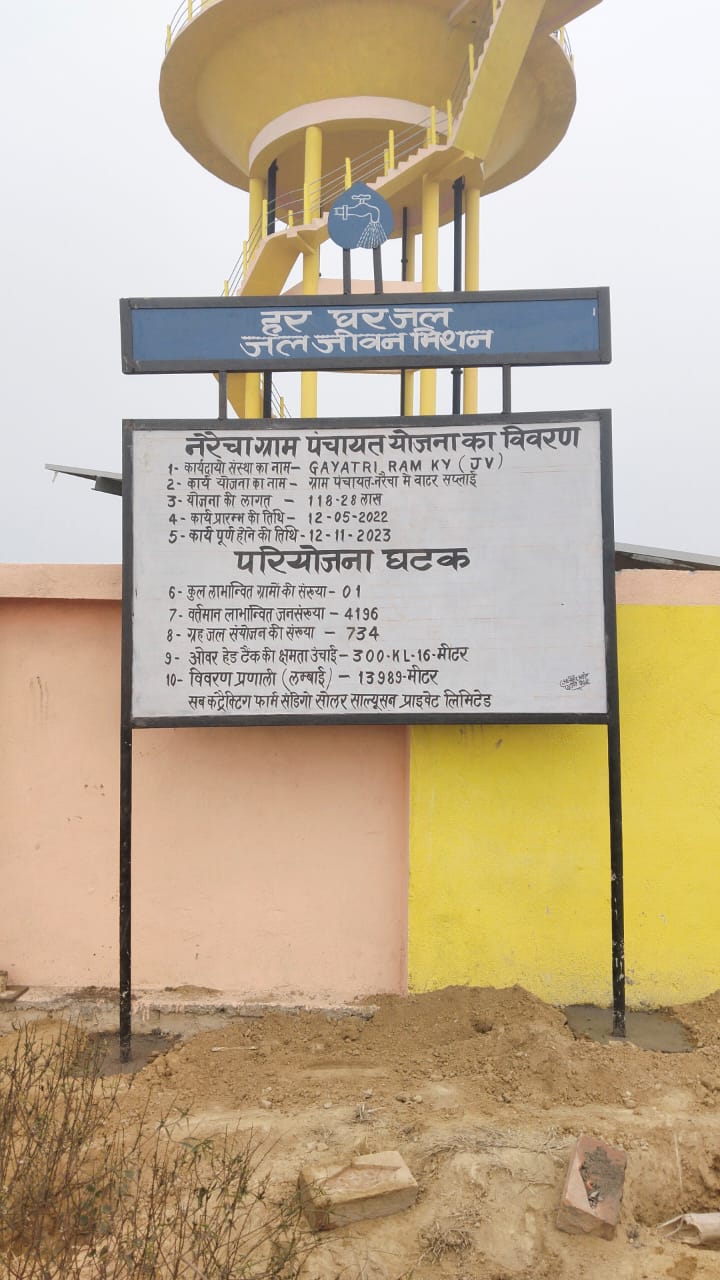 हर घर जल
जल जीवन मिशन
नरैचा ग्राम पंचायत योजना का विवरण
1- कार्यदायी संस्था का नाम- GAYATRI RAM KY (JV)
2- कार्य योजना का नाम - ग्राम पंचायत-नरैचा मे वाटर सप्लाई
3- योजना की लागत - 118-28 लास
4- कार्य प्रारम्भ की तिथि- 12-05-2022
5- कार्य पूर्ण होने की तिथि-12-11-2023
परियोजना घटक
6- कुल लाभान्वित ग्रामों की संख्या- 01
7- वर्तमान लाभान्वित जनसंख्या-4196
8- ग्रह जल संयोजन की संख्या - 734
9- ओवर हेड टैंक की क्षमता उंचाई-300-KL-16-मीटर
10- विवरण प्रणाली (लम्बाई) - 13989-मीटर
सब कंट्रैक्टिग फार्म सेंडिगो सोलर साल्यूसन प्राइवेट लिमिटेड